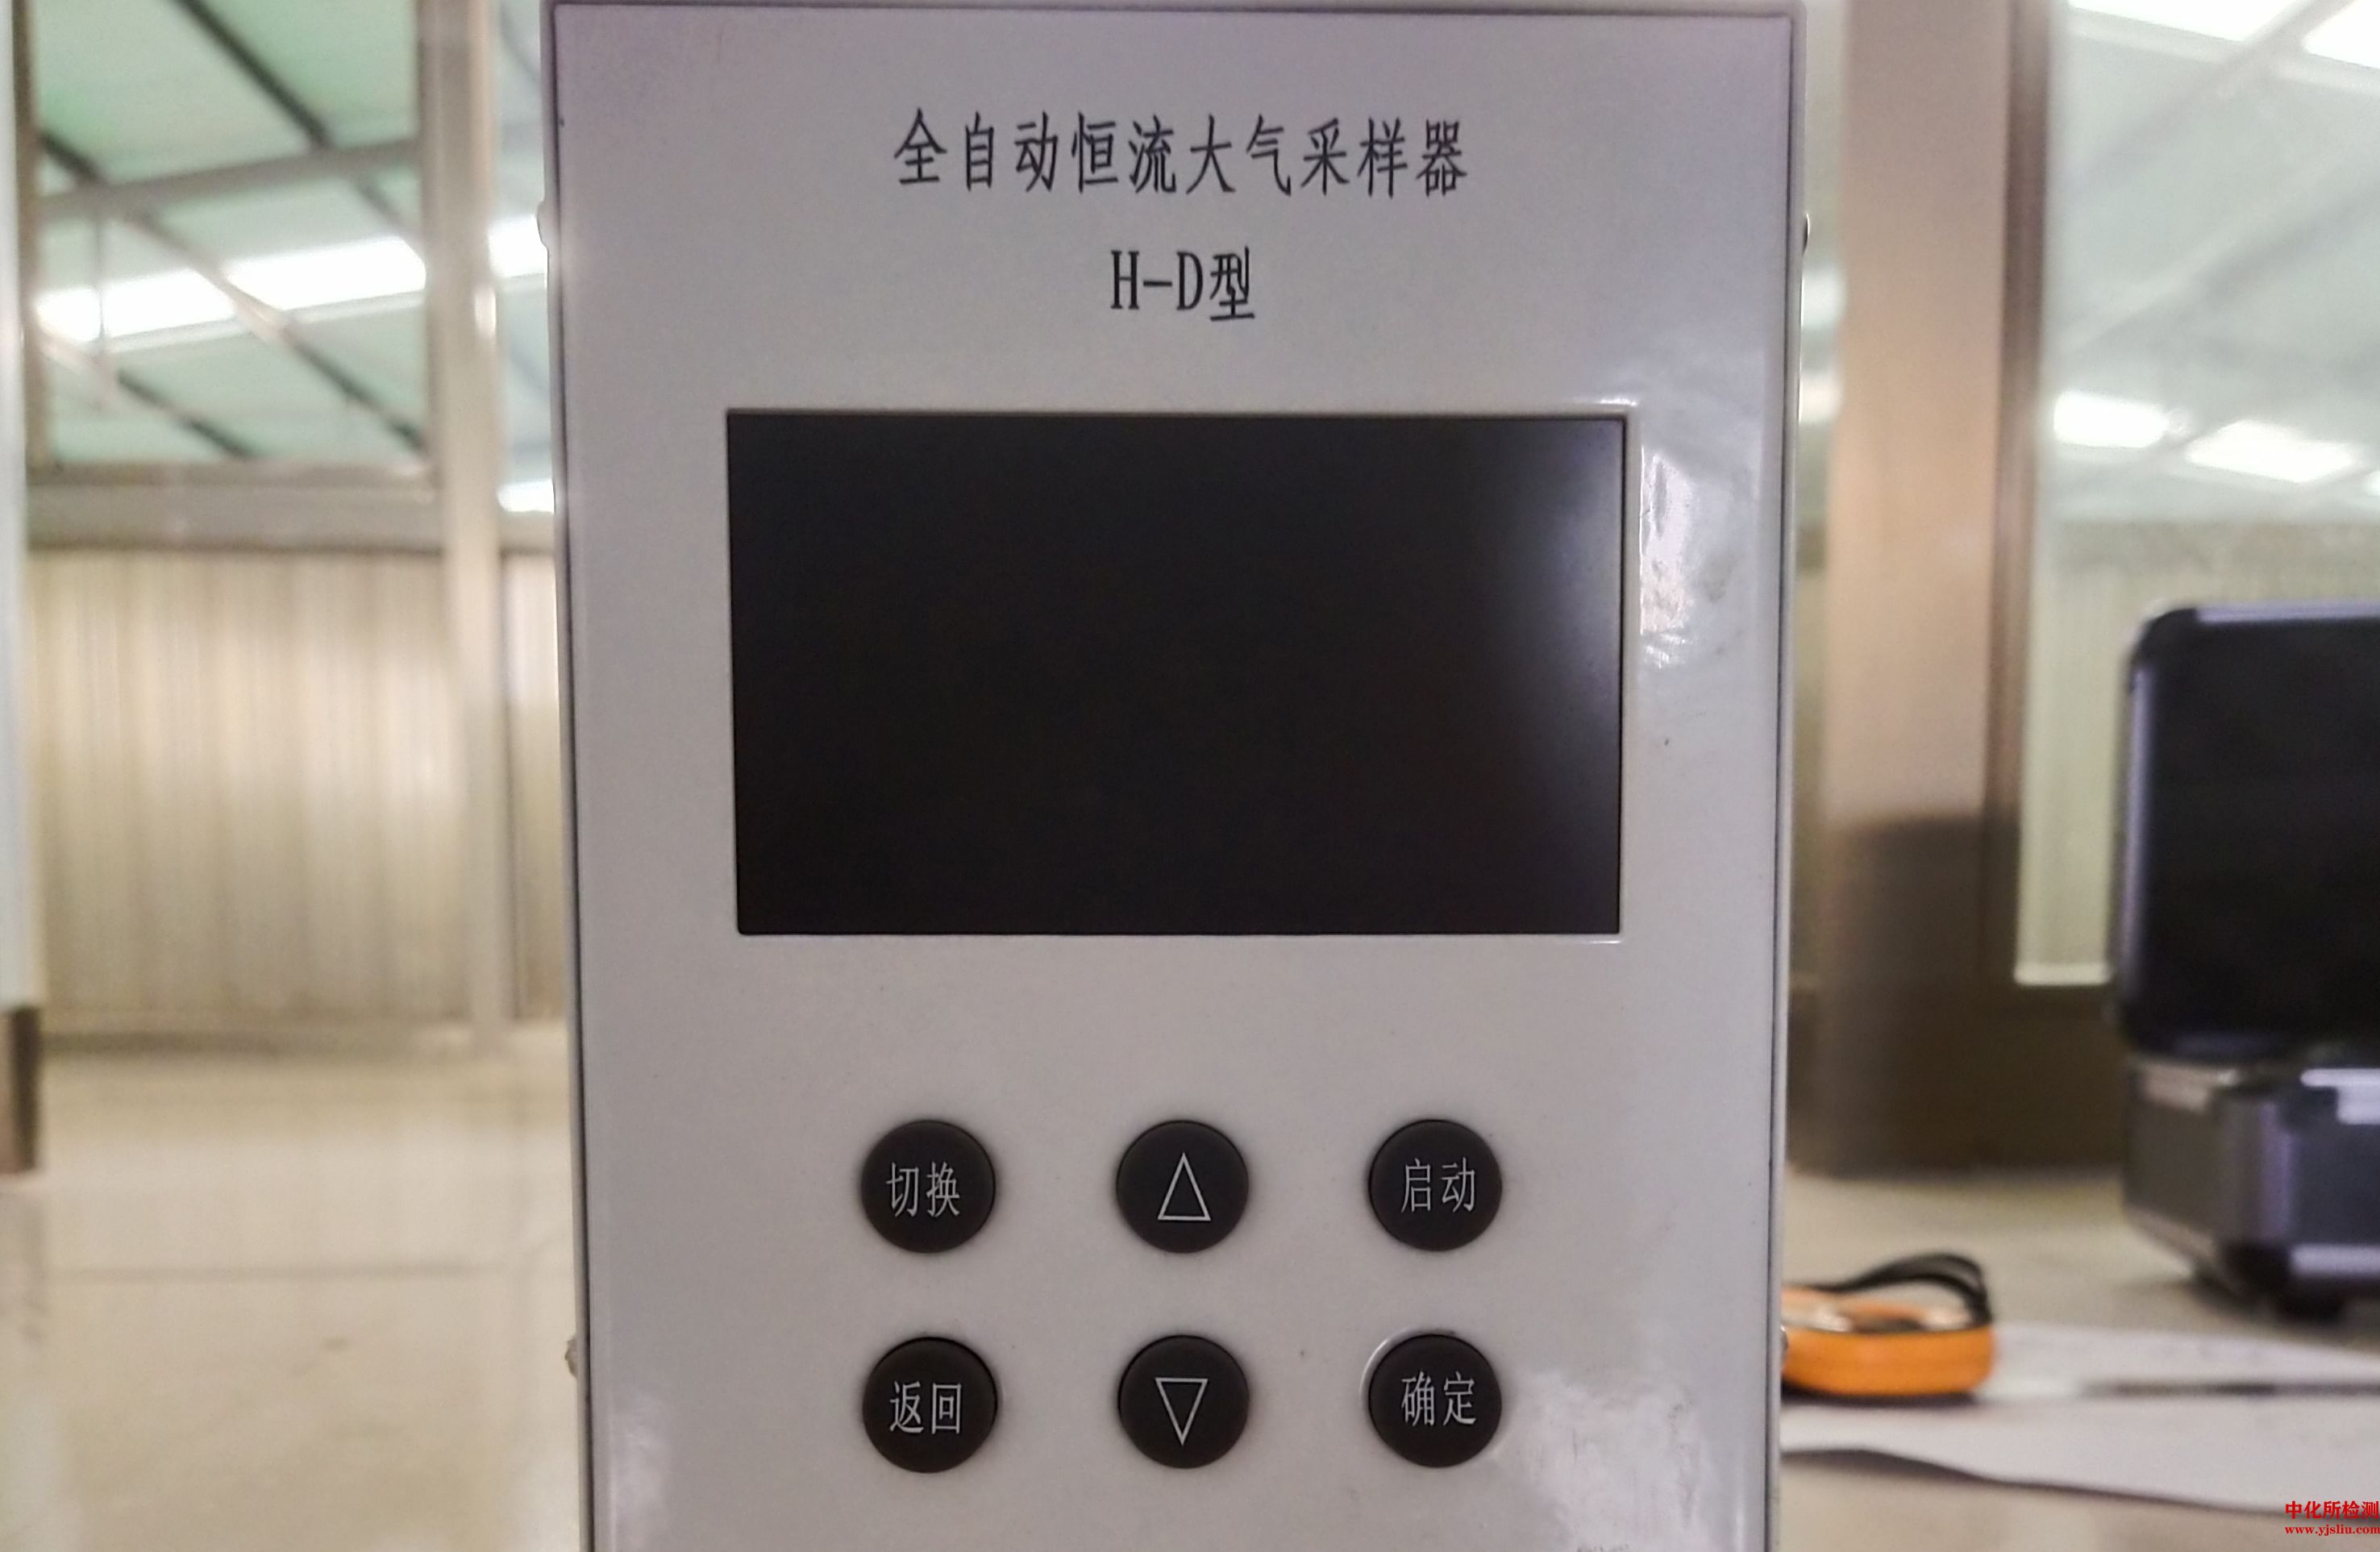 全自动恒流大气采样器
H-D型
切换 △ 启动
返回 ▽ 确定
中化所检测
www.yjsliu.com